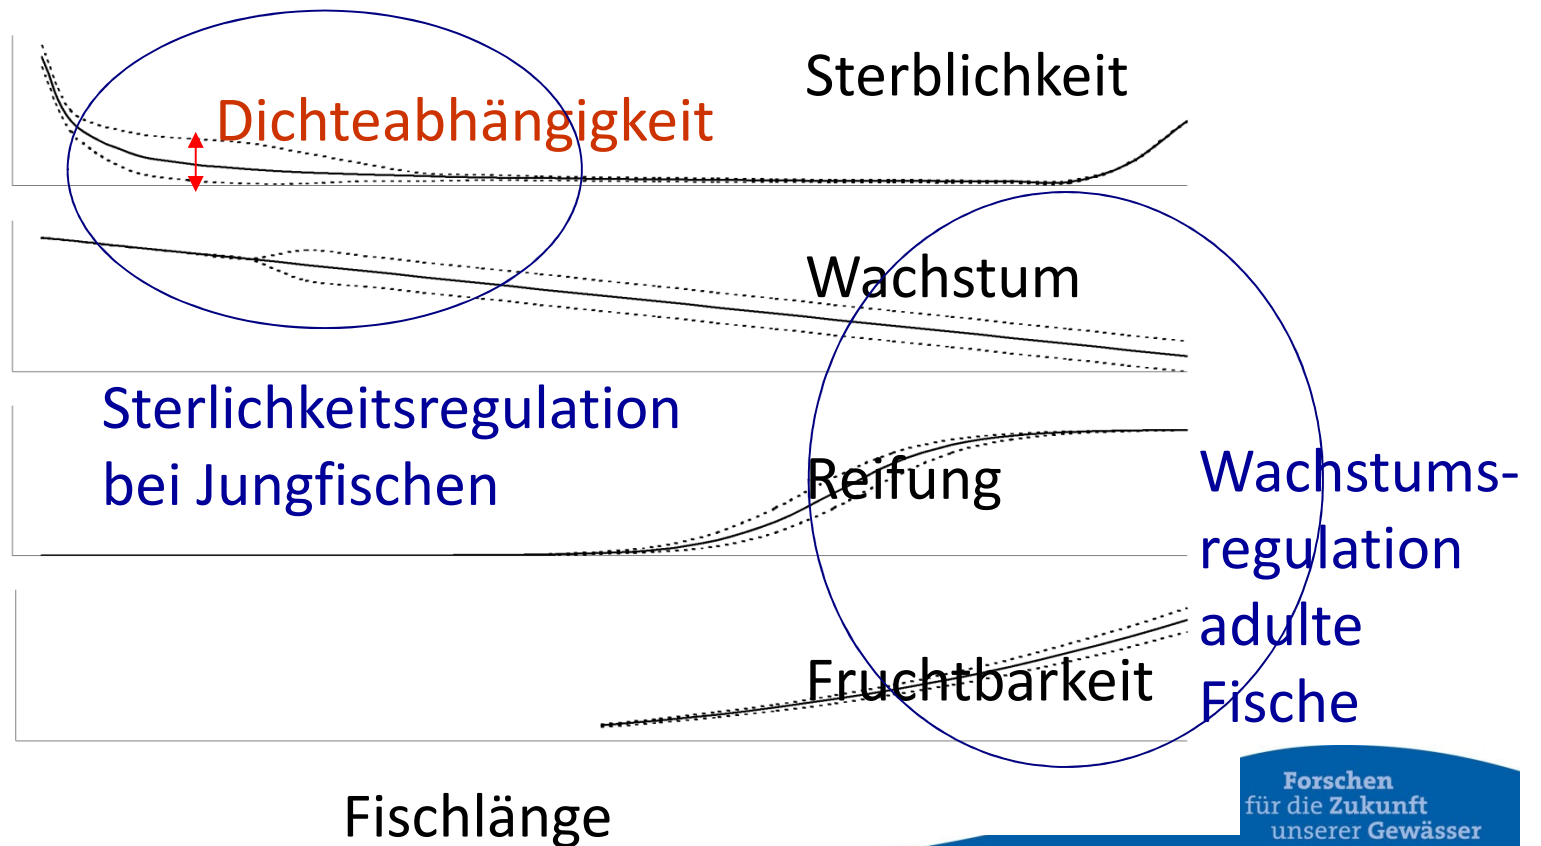 Sterblichkeit
Dichteabhängigkeit
Wachstum
Sterlichkeitsregulation
bei Jungfischen
Reifung
Wachstums-
regulation
adulte
Fische
Fruchtbarkeit
Fischlänge
Forschen
für die Zukunft
unserer Gewässer